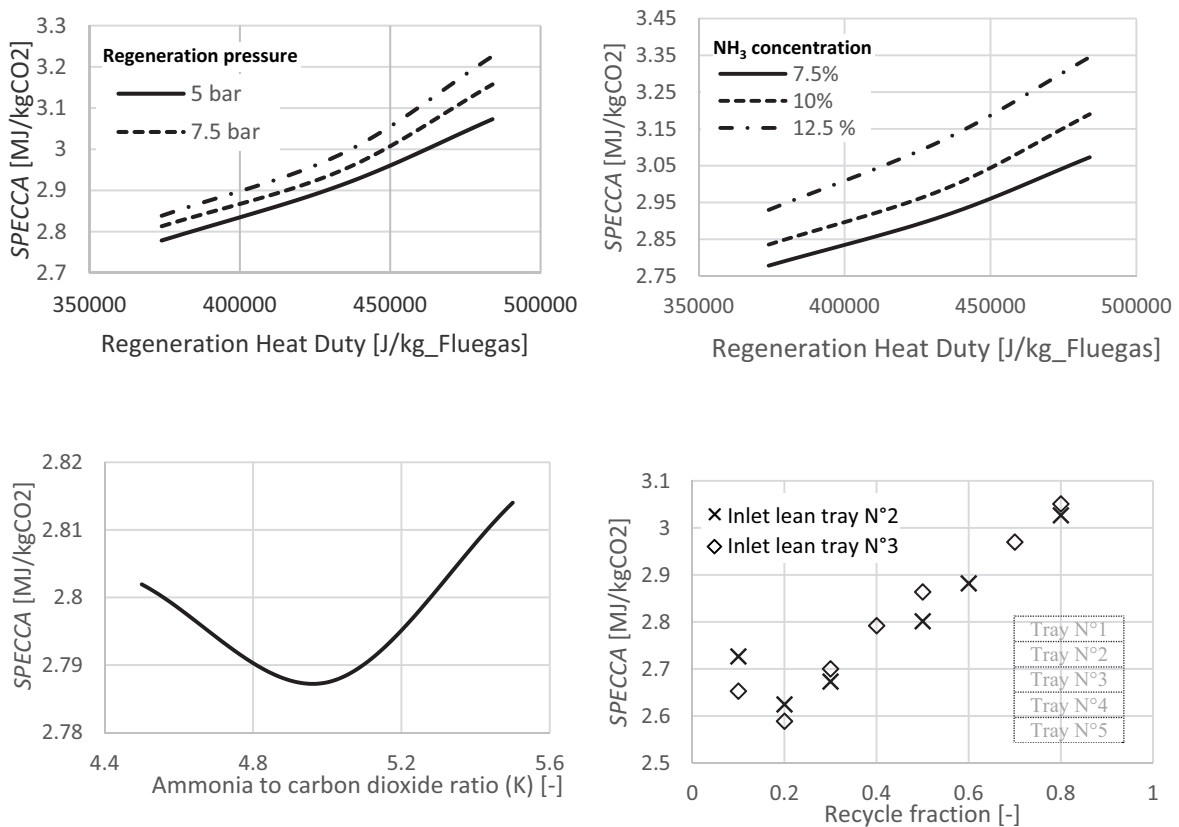 3.3
3.2
3.1
3
2.9
2.8
2.7
SPECCA [MJ/kgCO2]
Regeneration pressure
5 bar
7.5 bar
350000 400000 450000 500000
Regeneration Heat Duty [J/kg_Fluegas]
3.45
3.35
3.25
3.15
3.05
2.95
2.85
2.75
SPECCA [MJ/kgCO2]
NH3 concentration
7.5%
10%
12.5 %
350000 400000 450000 500000
Regeneration Heat Duty [J/kg_Fluegas]
2.82
2.81
2.8
2.79
2.78
SPECCA [MJ/kgCO2]
4.4 4.8 5.2 5.6
Ammonia to carbon dioxide ratio (K) [-]
3.1
3
2.9
2.8
2.7
2.6
2.5
SPECCA [MJ/kgCO2]
Inlet lean tray N°2
Inlet lean tray N°3
Tray N°1
Tray N°2
Tray N°3
Tray N°4
Tray N°5
0 0.2 0.4 0.6 0.8 1
Recycle fraction [-]